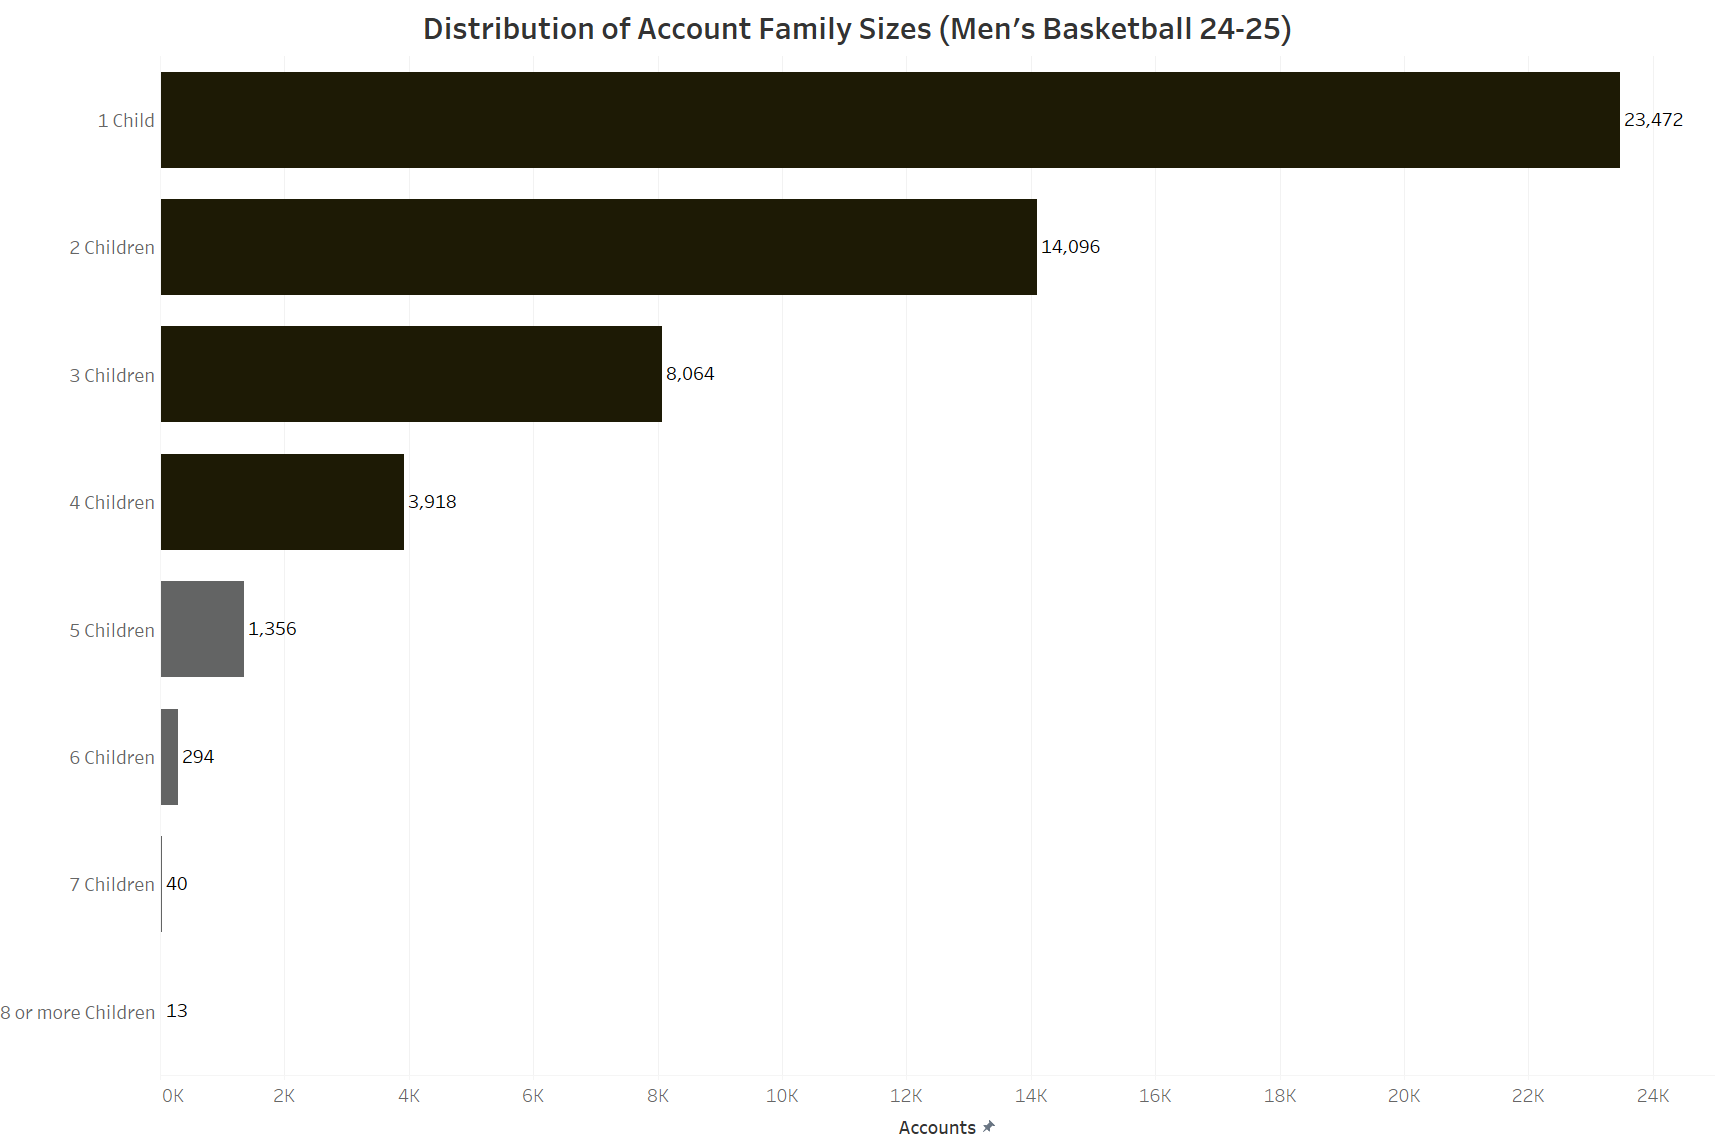 Distribution of Account Family Sizes (Men’s Basketball 24-25)
1 Child 23,472
2 Children 14,096
3 Children 8,064
4 Children 3,918
5 Children 1,356
6 Children 294
7 Children 40
8 or more Children 13
0K 2K 4K 6K 8K 10K 12K 14K 16K 18K 20K 22K 24K
Accounts